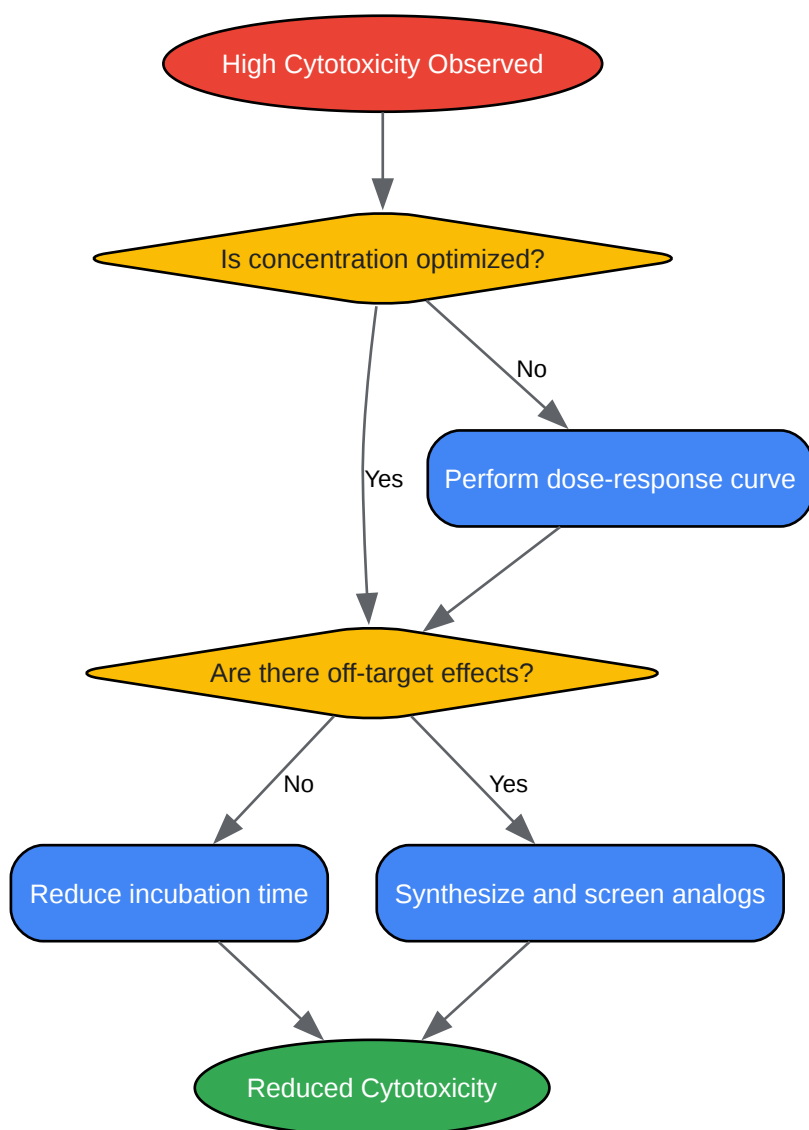 High Cytotoxicity Observed
Is concentration optimized?
No
Perform dose-response curve
Yes
Are there off-target effects?
No
Yes
Reduce incubation time
Synthesize and screen analogs
Reduced Cytotoxicity